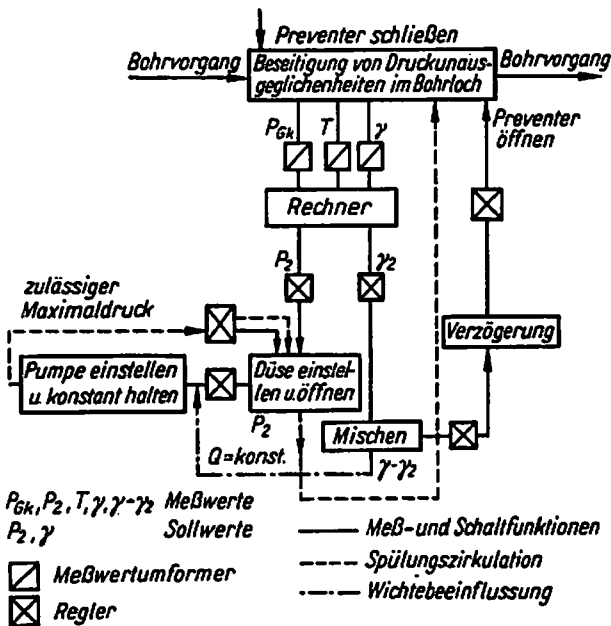 Preventer schließen
Bohrvorgang
Beseitigung von Druckunaus-
geglichenheiten im Bohrloch
Bohrvorgang
P_Gk
T
γ
Preventer
öffnen
Rechner
P₂
γ₂
zulässiger
Maximaldruck
Verzögerung
Pumpe einstellen
u. konstant halten
Düse einstel-
len u. öffnen
P₂
Mischen
Q=konst.
γ-γ₂
P_Gk, P₂, T, γ, γ-γ₂ Meßwerte
P₂, γ Sollwerte
Meß- und Schaltfunktionen
Meßwertumformer
Spülungszirkulation
Regler
Wichtebeeinflussung